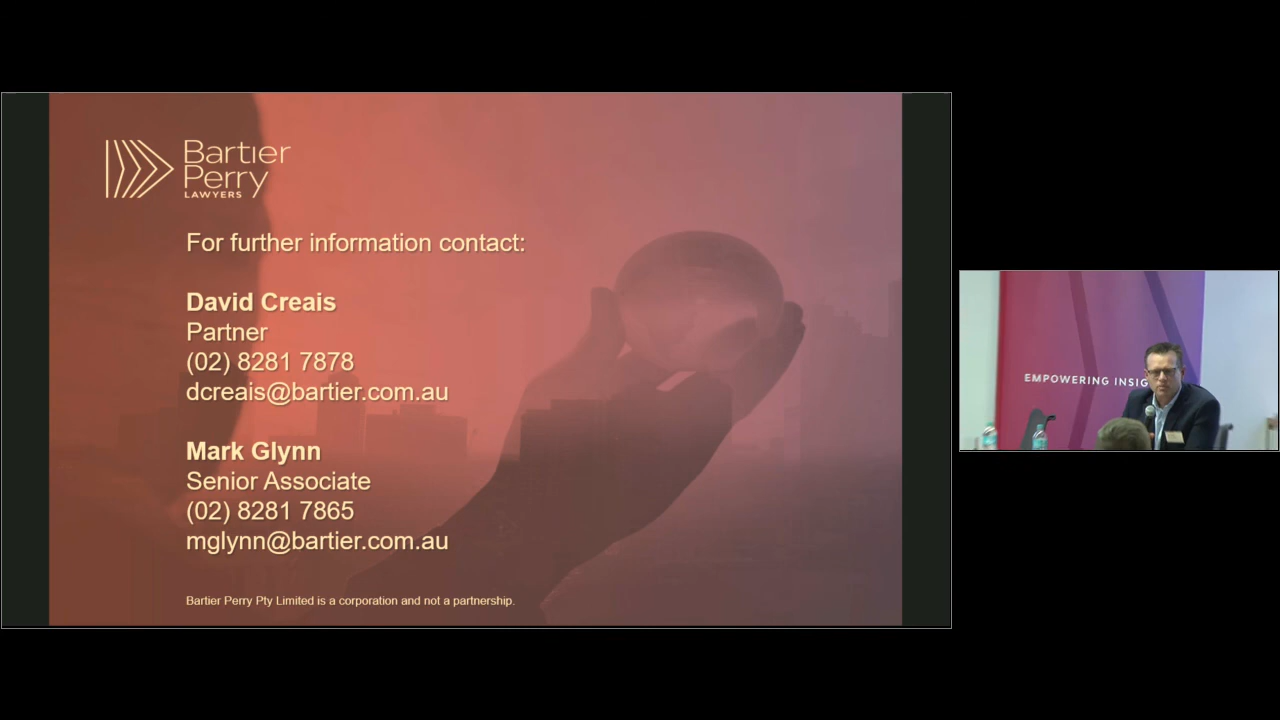 Bartier
Perry
LAWYERS
For further information contact:
David Creais
Partner
(02) 8281 7878
dcreais@bartier.com.au
Mark Glynn
Senior Associate
(02) 8281 7865
mglynn@bartier.com.au
Bartier Perry Pty Limited is a corporation and not a partnership.
EMPOWERING INSIG